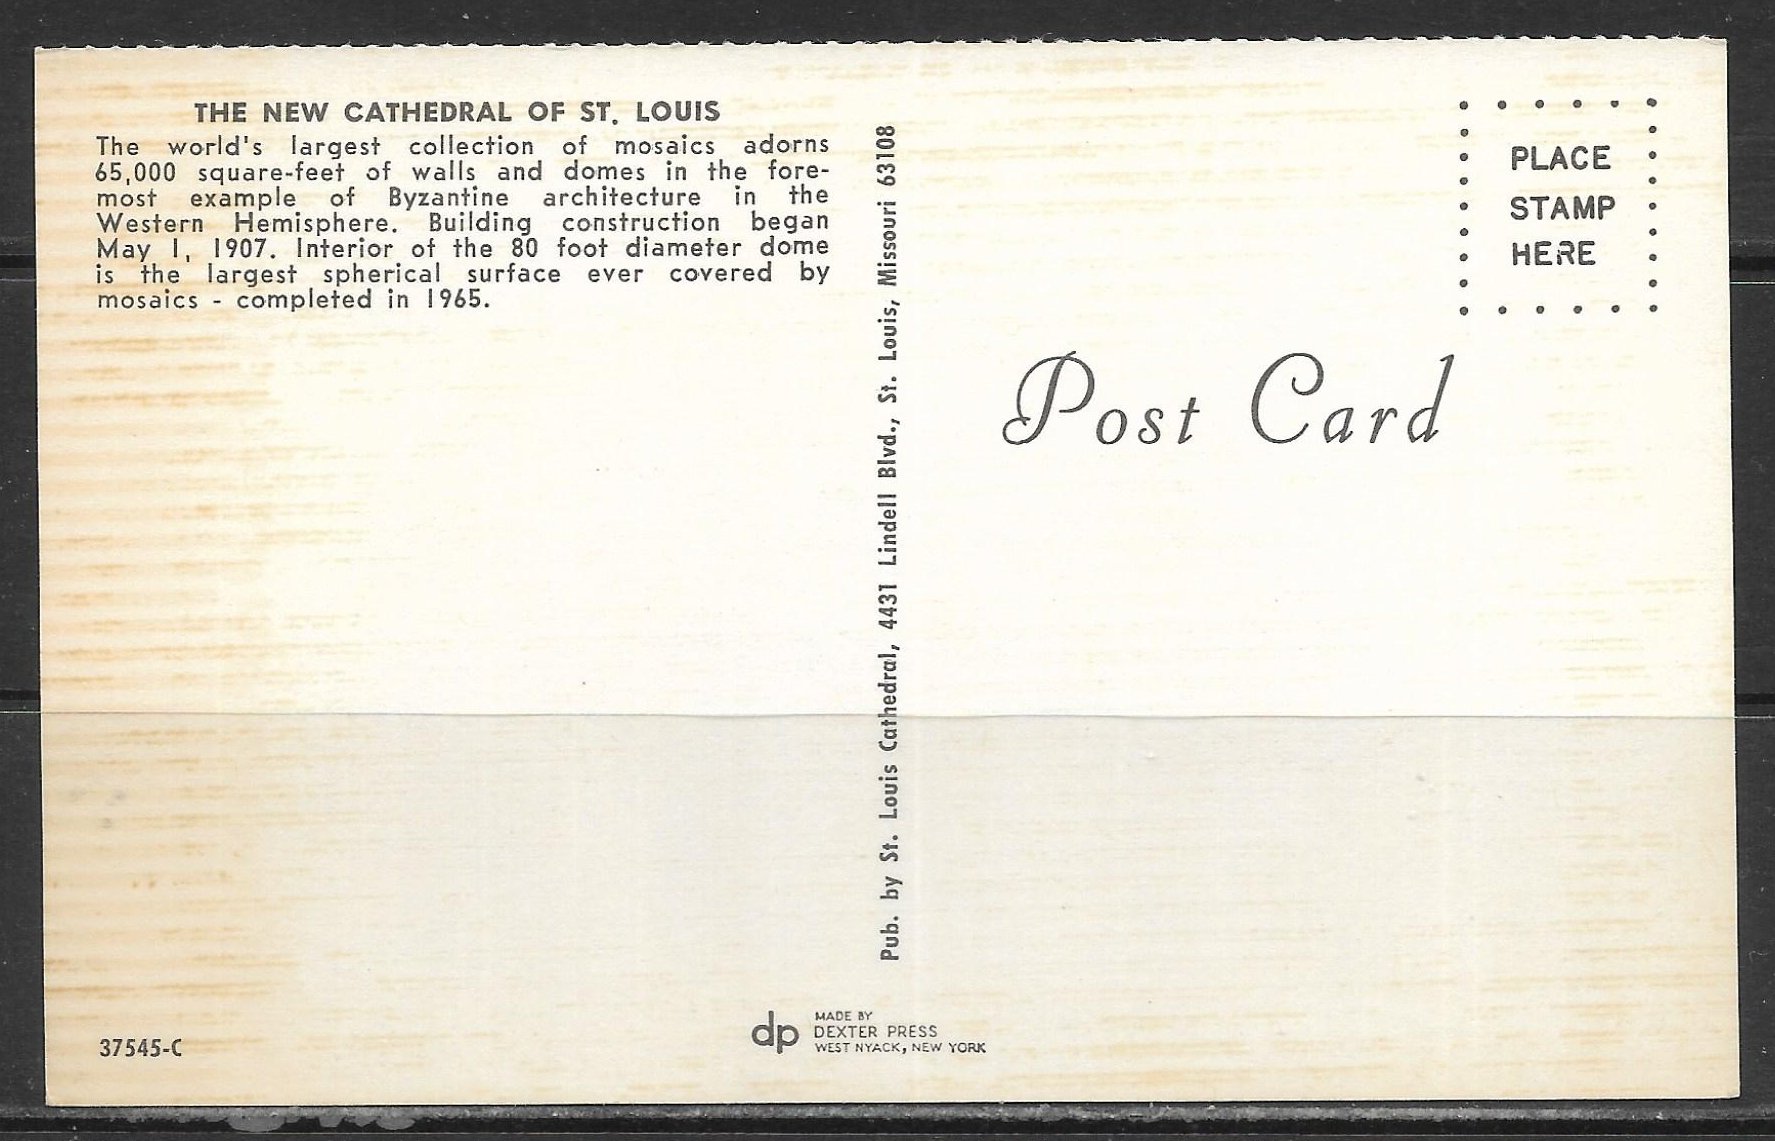 THE NEW CATHEDRAL OF ST. LOUIS
The world's largest collection of mosaics adorns
65,000 square-feet of walls and domes in the fore-
most example of Byzantine architecture in the
Western Hemisphere. Building construction began
May 1, 1907. Interior of the 80 foot diameter dome
is the largest spherical surface ever covered by
mosaics - completed in 1965.
Pub. by St. Louis Cathedral, 4431 Lindell Blvd., St. Louis, Missouri 63108
PLACE
STAMP
HERE
Post Card
37545-C
dp
MADE BY
DEXTER PRESS
WEST NYACK, NEW YORK